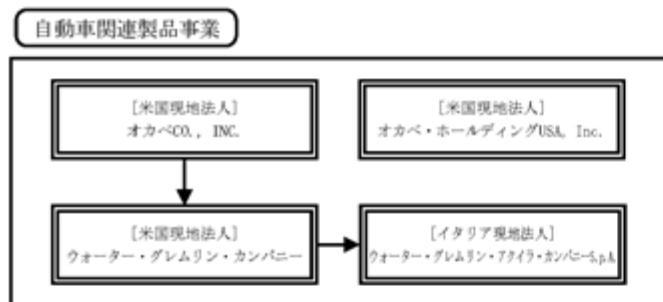 自動車関連製品事業
[米国現地法人]
オカベCO., INC.
[米国現地法人]
オカベ・ホールディングUSA, Inc.
[米国現地法人]
ウォーター・グレムリン・カンパニー
[イタリア現地法人]
ウォーター・グレムリン・アクイラ・カンパニーS.p.A.